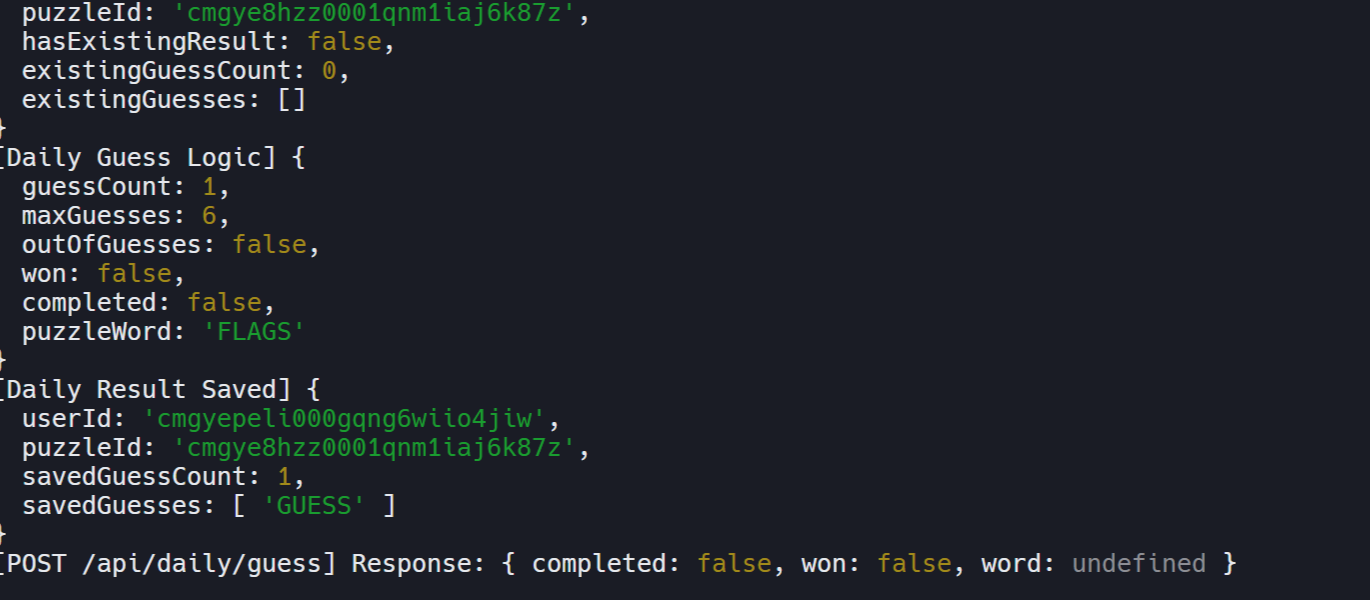 puzzleId: 'cmgye8hzz0001qnm1iaj6k87z',
hasExistingResult: false,
existingGuessCount: 0,
existingGuesses: []
}
[Daily Guess Logic] {
guessCount: 1,
maxGuesses: 6,
outOfGuesses: false,
won: false,
completed: false,
puzzleWord: 'FLAGS'
}
[Daily Result Saved] {
userId: 'cmgyepeli000gqng6wiio4jiw',
puzzleId: 'cmgye8hzz0001qnm1iaj6k87z',
savedGuessCount: 1,
savedGuesses: [ 'GUESS' ]
}
[POST /api/daily/guess] Response: { completed: false, won: false, word: undefined }